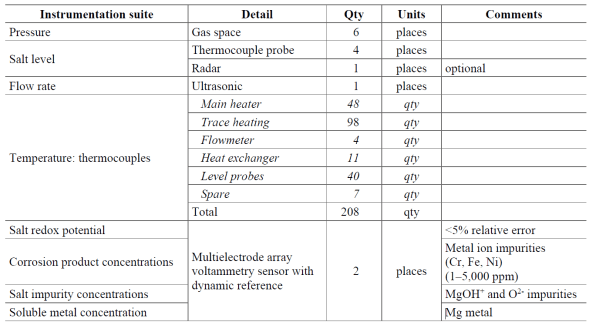 Instrumentation suite Detail Qty Units Comments
Pressure Gas space 6 places
Salt level Thermocouple probe 4 places
Radar 1 places optional
Flow rate Ultrasonic 1 places
Temperature: thermocouples Main heater 48 qty
Trace heating 98 qty
Flowmeter 4 qty
Heat exchanger 11 qty
Level probes 40 qty
Spare 7 qty
Total 208 qty
Salt redox potential Multielectrode array voltammetry sensor with dynamic reference 2 places <5% relative error
Corrosion product concentrations Metal ion impurities
(Cr, Fe, Ni)
(1–5,000 ppm)
Salt impurity concentrations MgOH⁺ and O²⁻ impurities
Soluble metal concentration Mg metal